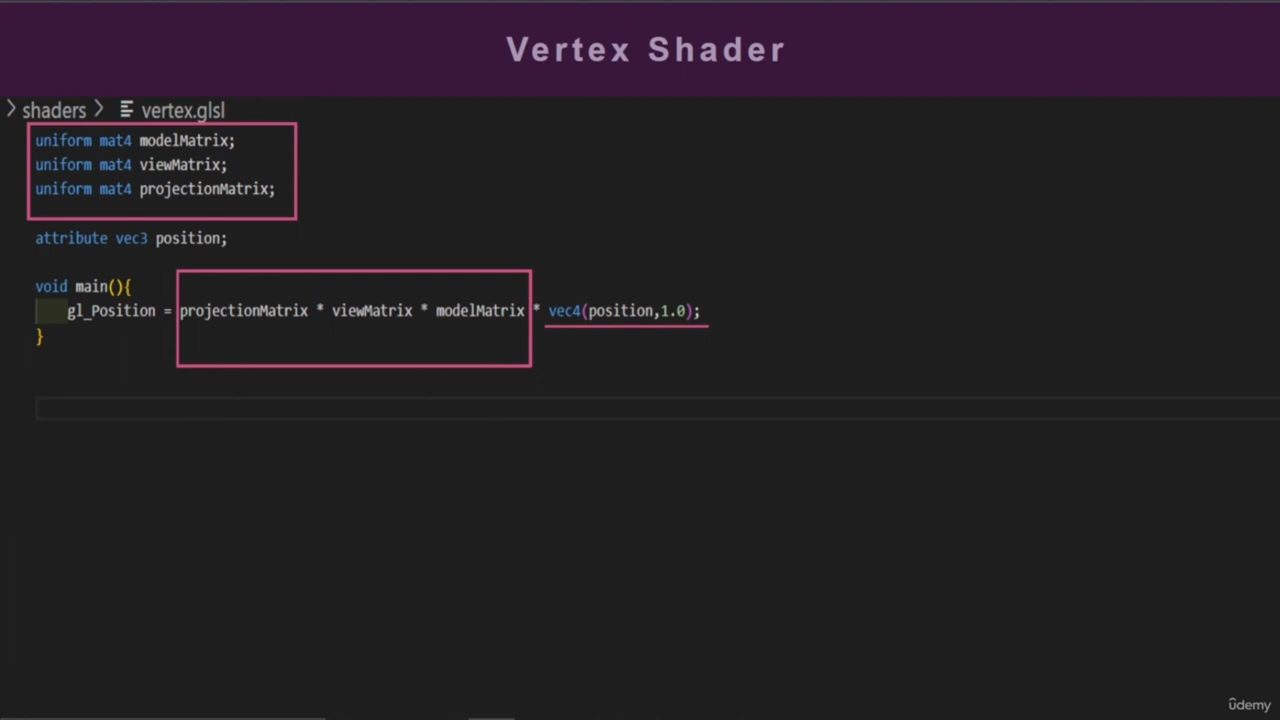 Vertex Shader
shaders vertex.glsl
uniform mat4 modelMatrix;
uniform mat4 viewMatrix;
uniform mat4 projectionMatrix;
attribute vec3 position;
void main(){
gl_Position = projectionMatrix * viewMatrix * modelMatrix * vec4(position,1.0);
}
ûdemy